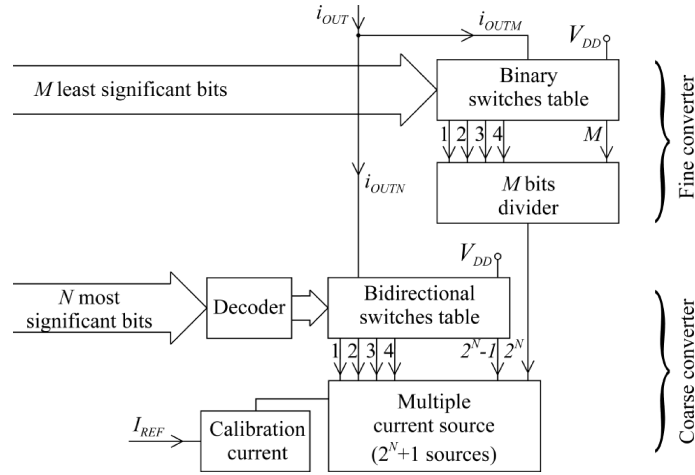 i_OUT
i_OUTM
V_DD
M least significant bits
Binary
switches table
1 2 3 4 M
M bits
divider
Fine converter
i_OUTN
V_DD
N most
significant bits
Decoder
Bidirectional
switches table
1 2 3 4 2^N-1 2^N
Multiple
current source
(2^N+1 sources)
I_REF
Calibration
current
Coarse converter